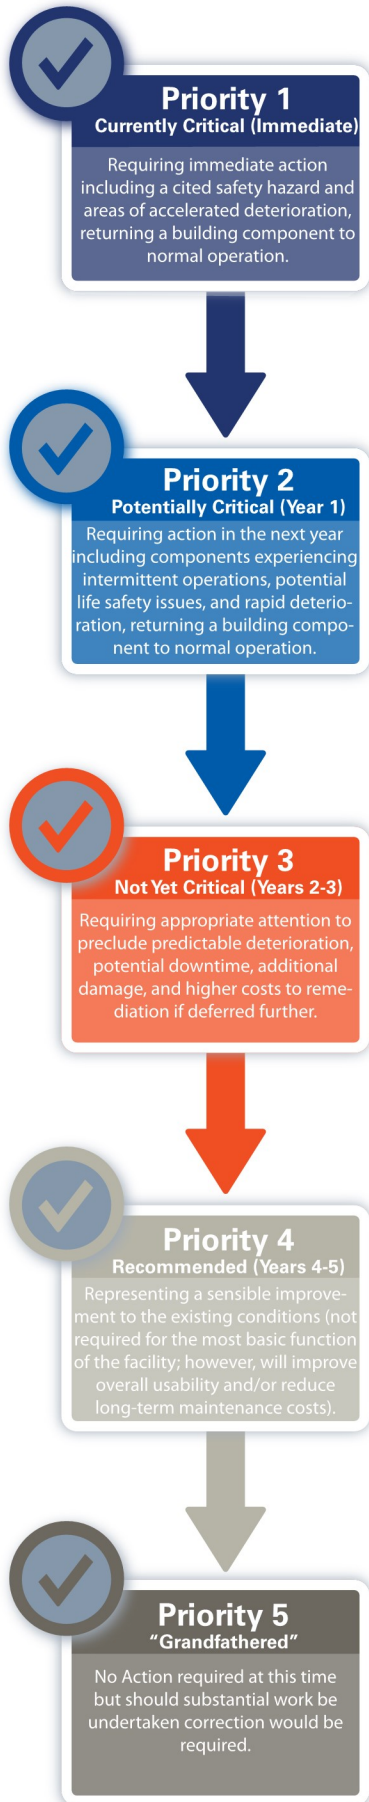 Priority 1
Currently Critical (Immediate)
Requiring immediate action
including a cited safety hazard and
areas of accelerated deterioration,
returning a building component to
normal operation.
Priority 2
Potentially Critical (Year 1)
Requiring action in the next year
including components experiencing
intermittent operations, potential
life safety issues, and rapid deterio-
ration, returning a building compo-
nent to normal operation.
Priority 3
Not Yet Critical (Years 2-3)
Requiring appropriate attention to
preclude predictable deterioration,
potential downtime, additional
damage, and higher costs to reme-
diation if deferred further.
Priority 4
Recommended (Years 4-5)
Representing a sensible improve-
ment to the existing conditions (not
required for the most basic function
of the facility; however, will improve
overall usability and/or reduce
long-term maintenance costs).
Priority 5
“Grandfathered”
No Action required at this time
but should substantial work be
undertaken correction would be
required.